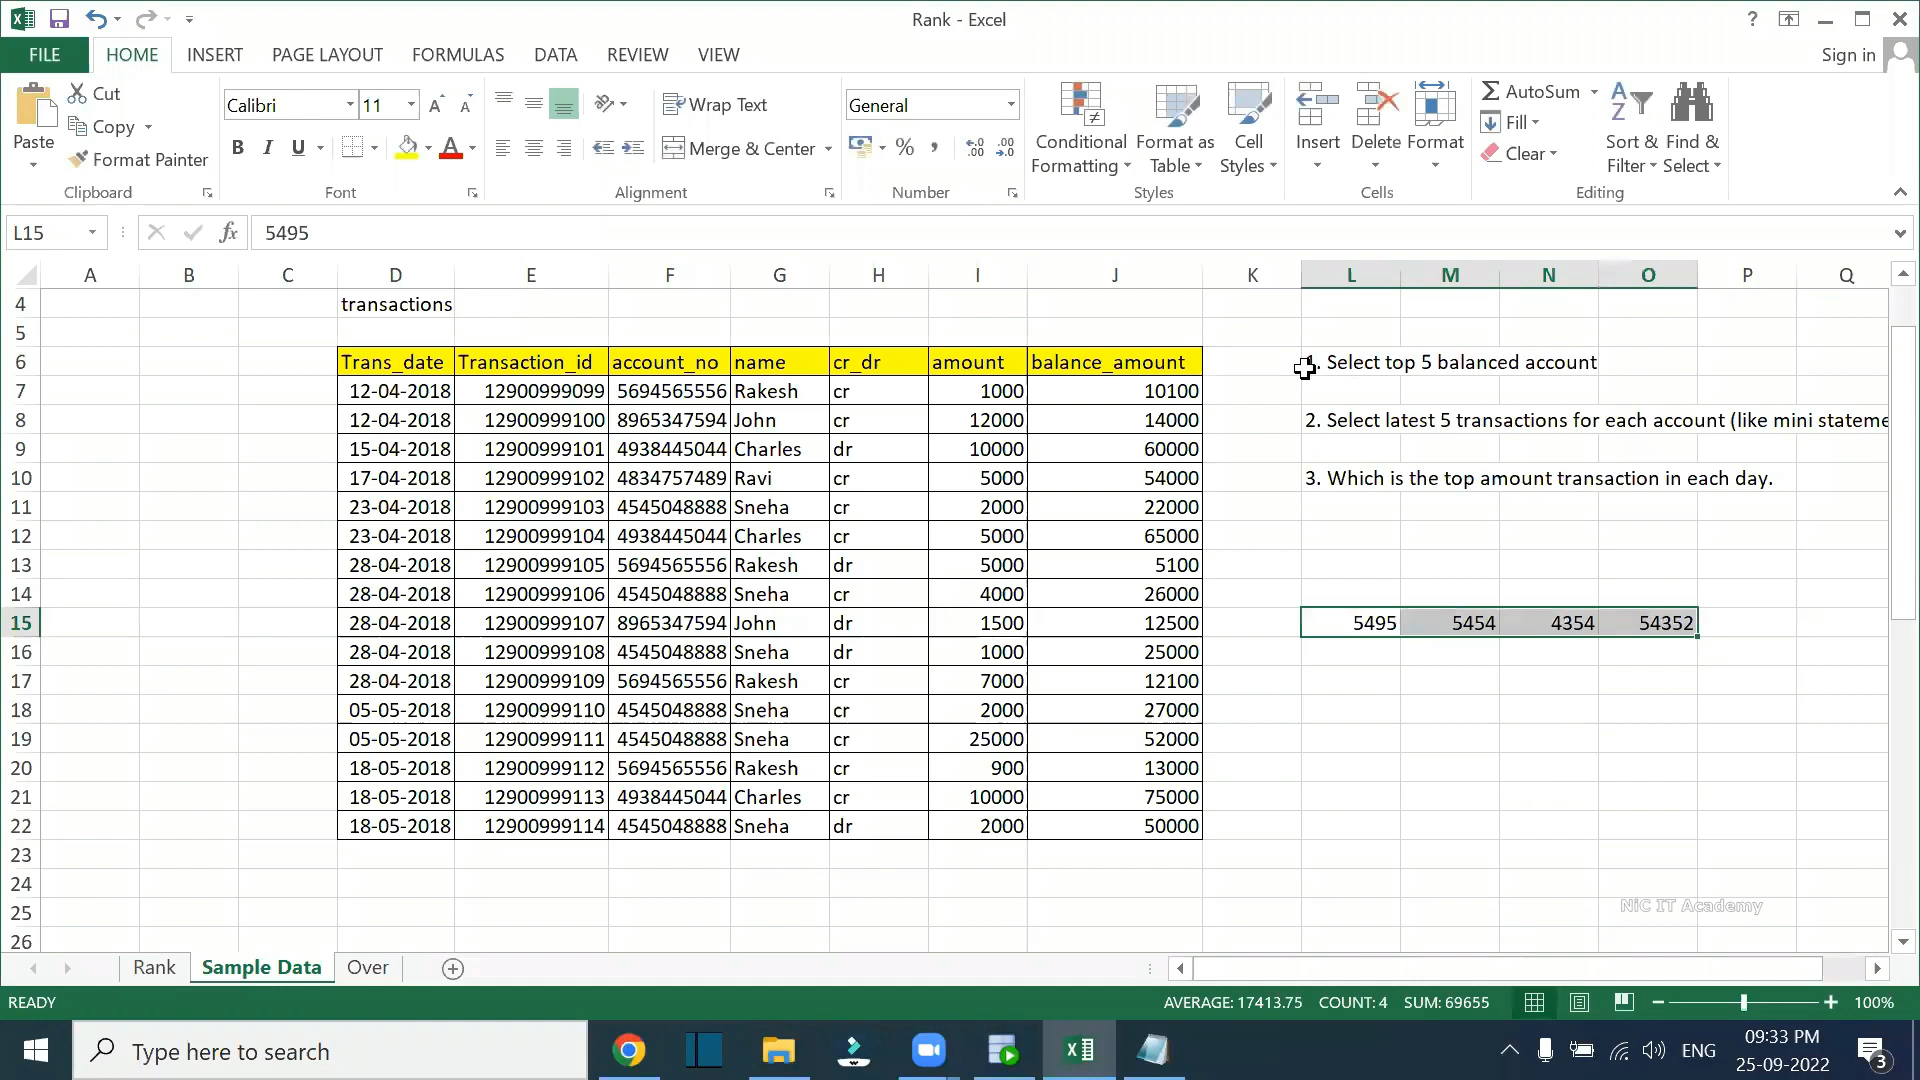 Rank - Excel
?
FILE HOME INSERT PAGE LAYOUT FORMULAS DATA REVIEW VIEW Sign in
Cut
Copy
Format Painter
Paste
Clipboard
Calibri 11
B I U
Font
Wrap Text
Merge & Center
Alignment
General
%
Number
Conditional Formatting
Format as Table
Cell Styles
Styles
Insert Delete Format
Cells
AutoSum
Fill
Clear
Sort & Filter
Find & Select
Editing
L15 fx 5495
A B C D E F G H I J K L M N O P Q
4 transactions
5
6 Trans_date Transaction_id account_no name cr_dr amount balance_amount . Select top 5 balanced account
7 12-04-2018 12900999099 5694565556 Rakesh cr 1000 10100
8 12-04-2018 12900999100 8965347594 John cr 12000 14000 2. Select latest 5 transactions for each account (like mini stateme
9 15-04-2018 12900999101 4938445044 Charles dr 10000 60000
10 17-04-2018 12900999102 4834757489 Ravi cr 5000 54000 3. Which is the top amount transaction in each day.
11 23-04-2018 12900999103 4545048888 Sneha cr 2000 22000
12 23-04-2018 12900999104 4938445044 Charles cr 5000 65000
13 28-04-2018 12900999105 5694565556 Rakesh dr 5000 5100
14 28-04-2018 12900999106 4545048888 Sneha cr 4000 26000
15 28-04-2018 12900999107 8965347594 John dr 1500 12500 5495 5454 4354 54352
16 28-04-2018 12900999108 4545048888 Sneha dr 1000 25000
17 28-04-2018 12900999109 5694565556 Rakesh cr 7000 12100
18 05-05-2018 12900999110 4545048888 Sneha cr 2000 27000
19 05-05-2018 12900999111 4545048888 Sneha cr 25000 52000
20 18-05-2018 12900999112 5694565556 Rakesh cr 900 13000
21 18-05-2018 12900999113 4938445044 Charles cr 10000 75000
22 18-05-2018 12900999114 4545048888 Sneha dr 2000 50000
23
24
25
26
NiC IT Academy
Rank Sample Data Over
READY AVERAGE: 17413.75 COUNT: 4 SUM: 69655 100%
Type here to search
ENG
09:33 PM
25-09-2022
3